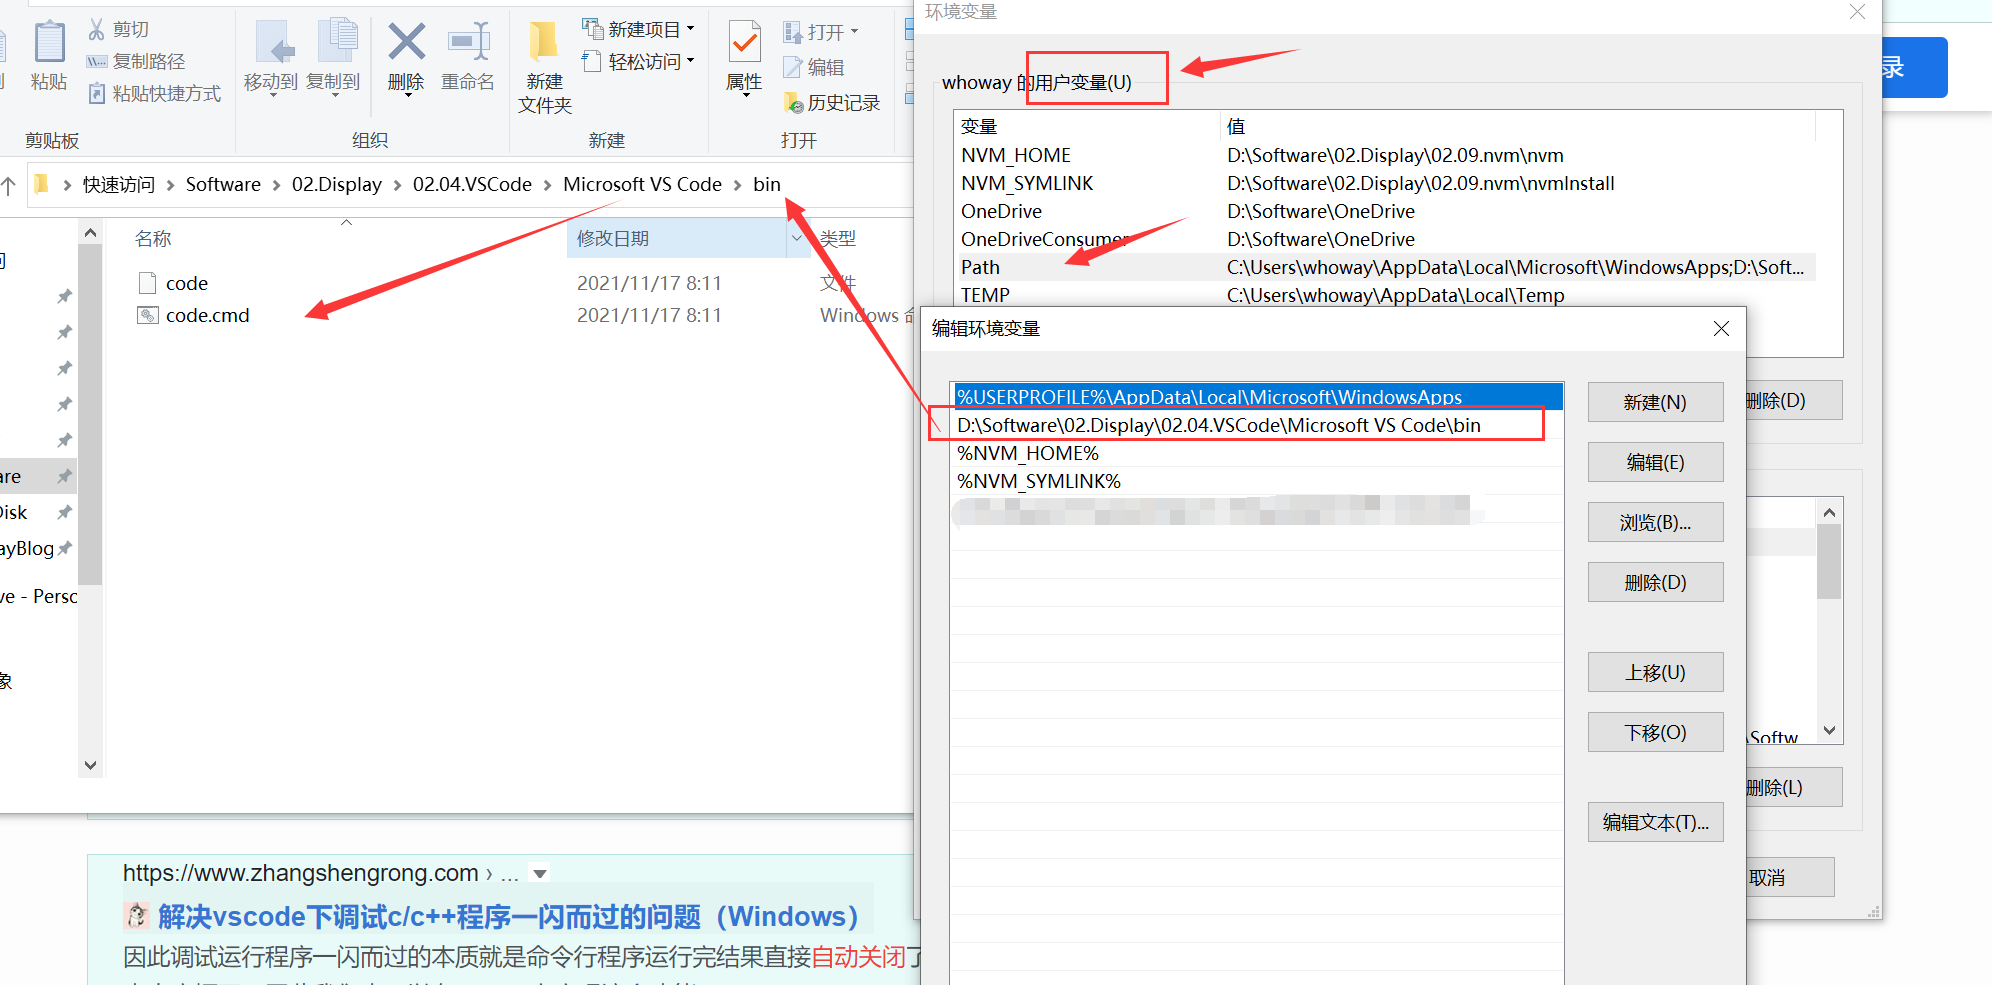 剪切
复制路径
粘贴快捷方式
粘贴
移动到
复制到
删除
重命名
新建
文件夹
新建项目
轻松访问
属性
打开
编辑
历史记录
剪贴板
组织
新建
打开
快速访问 > Software > 02.Display > 02.04.VSCode > Microsoft VS Code > bin
名称
修改日期
类型
code
2021/11/17 8:11
文件
code.cmd
2021/11/17 8:11
Windows 命
are
Disk
ayBlog
ve - Perso
象
环境变量
录
whoway 的用户变量(U)
变量
值
NVM_HOME
D:\Software\02.Display\02.09.nvm\nvm
NVM_SYMLINK
D:\Software\02.Display\02.09.nvm\nvmInstall
OneDrive
D:\Software\OneDrive
OneDriveConsumer
D:\Software\OneDrive
Path
C:\Users\whoway\AppData\Local\Microsoft\WindowsApps;D:\Soft...
TEMP
C:\Users\whoway\AppData\Local\Temp
编辑环境变量
%USERPROFILE%\AppData\Local\Microsoft\WindowsApps
D:\Software\02.Display\02.04.VSCode\Microsoft VS Code\bin
%NVM_HOME%
%NVM_SYMLINK%
新建(N)
编辑(E)
浏览(B)...
删除(D)
上移(U)
下移(O)
编辑文本(T)...
删除(D)
\Softw
删除(L)
取消
https://www.zhangshengrong.com › ...
解决vscode下调试c/c++程序一闪而过的问题（Windows）
因此调试运行程序一闪而过的本质就是命令行程序运行完结果直接自动关闭了